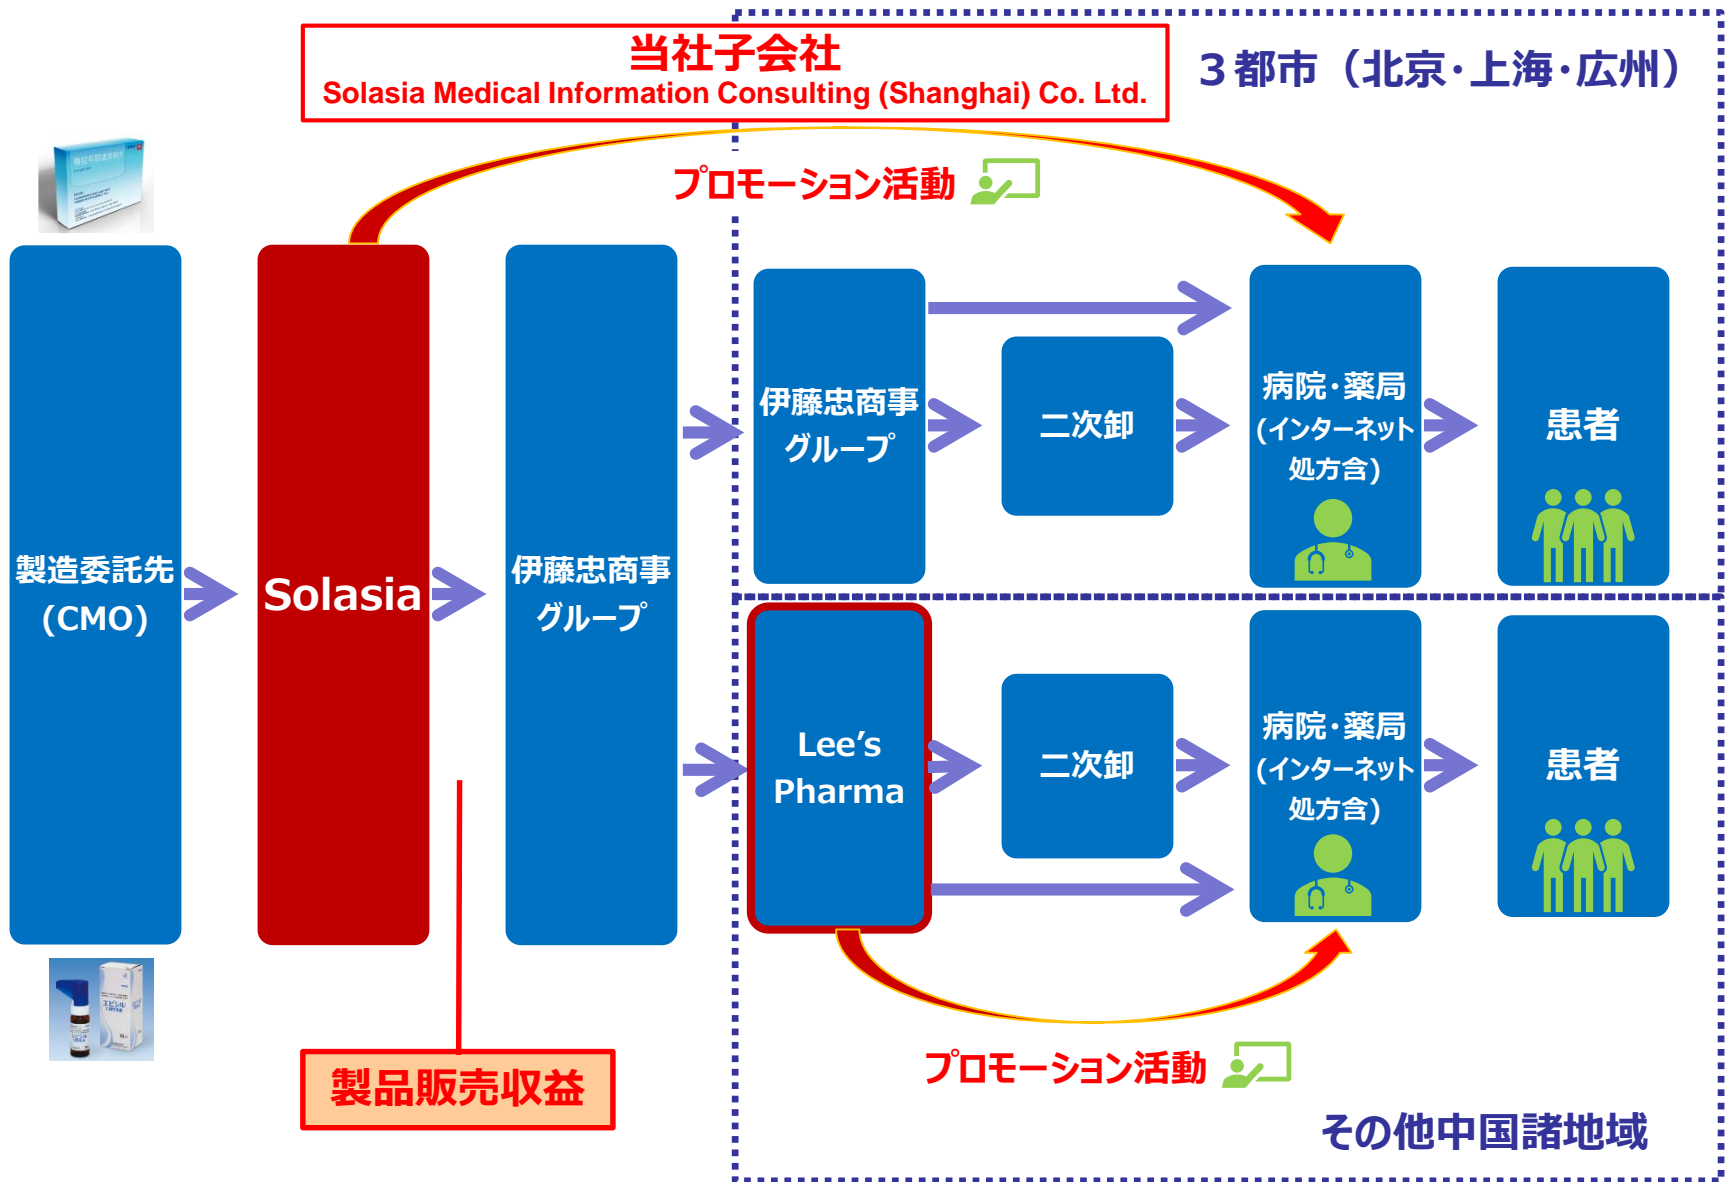 当社子会社
Solasia Medical Information Consulting (Shanghai) Co. Ltd.
3都市（北京･上海･広州）
プロモーション活動
製造委託先
(CMO)
Solasia
伊藤忠商事
グループ
伊藤忠商事
グループ
二次卸
病院･薬局
(インターネット
処方含)
患者
Lee's
Pharma
二次卸
病院･薬局
(インターネット
処方含)
患者
エピシル
プロモーション活動
製品販売収益
その他中国諸地域